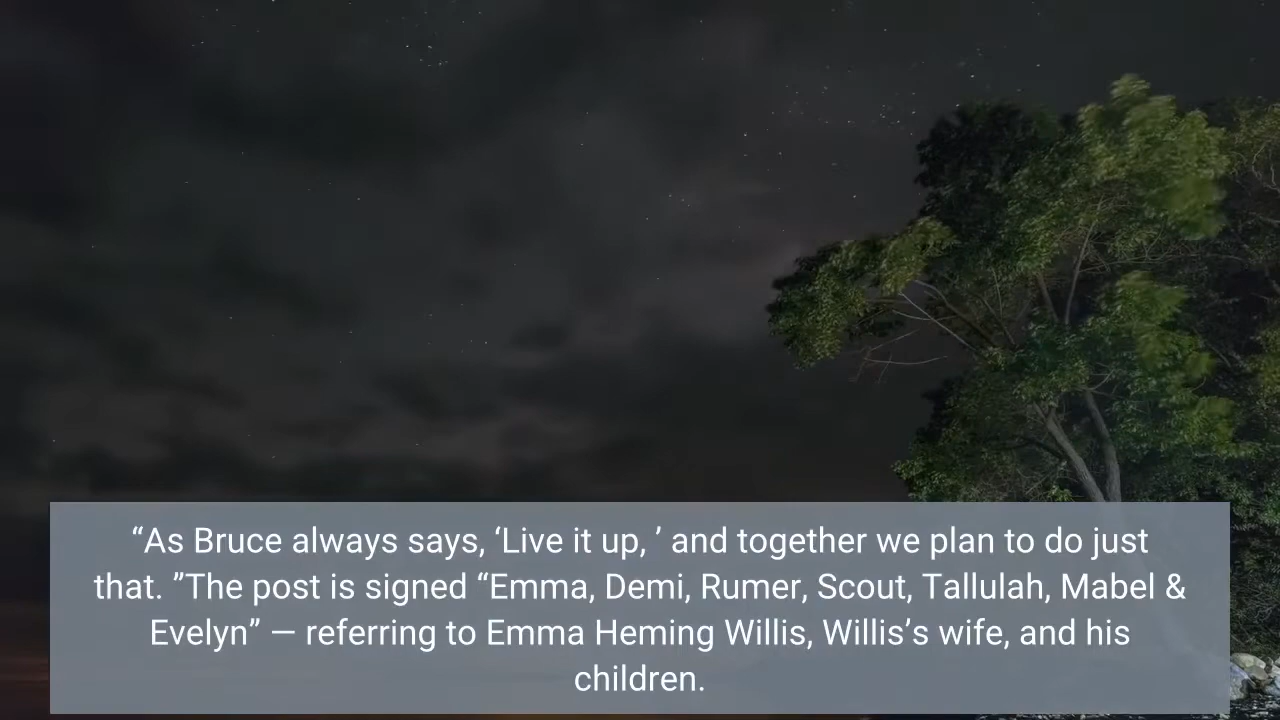 “As Bruce always says, ‘Live it up, ’ and together we plan to do just
that. ”The post is signed “Emma, Demi, Rumer, Scout, Tallulah, Mabel &
Evelyn” — referring to Emma Heming Willis, Willis’s wife, and his
children.